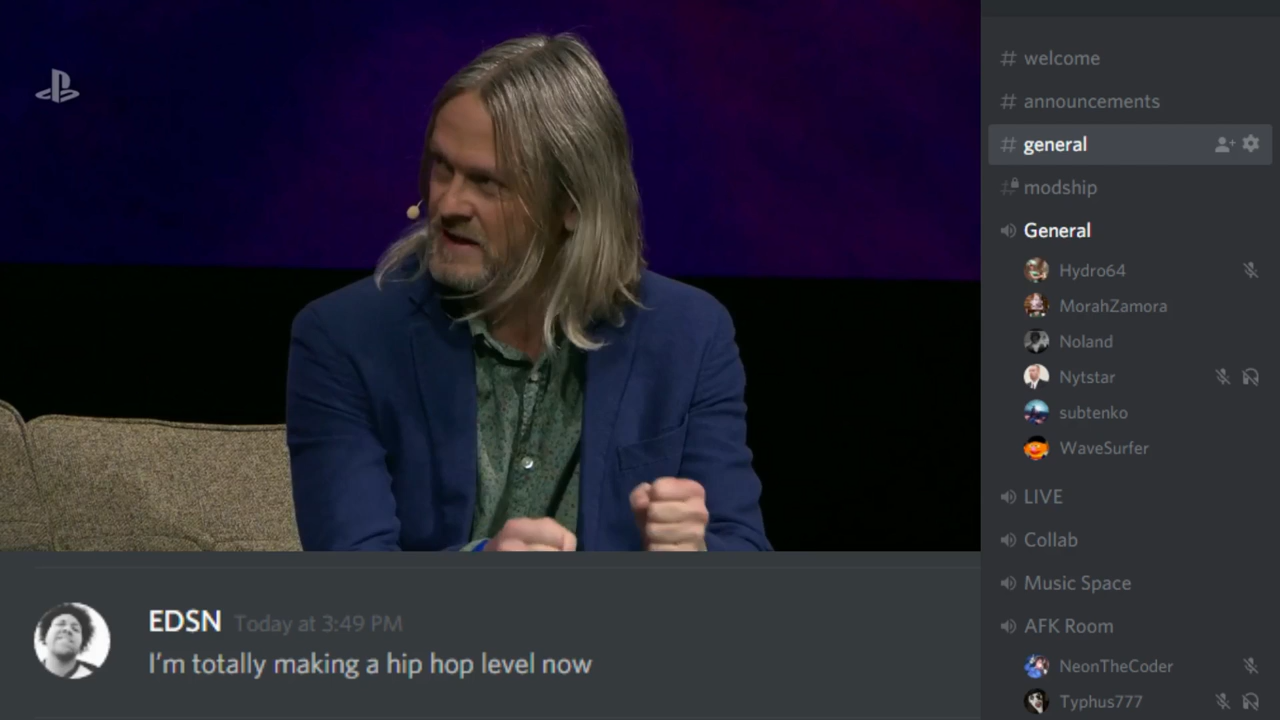 welcome
announcements
general
modship
General
Hydro64
MorahZamora
Noland
Nytstar
subtenko
WaveSurfer
LIVE
Collab
Music Space
AFK Room
NeonTheCoder
Typhus777
EDSN Today at 3:49 PM
I'm totally making a hip hop level now